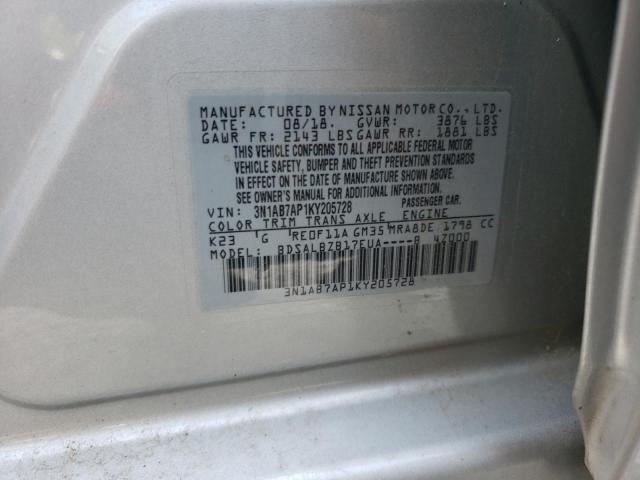 MANUFACTURED BY NISSAN MOTOR CO., LTD.
DATE: 08/18. GVWR: 3876 LBS
GAWR FR: 2143 LBS GAWR RR: 1881 LBS
THIS VEHICLE CONFORMS TO ALL APPLICABLE FEDERAL MOTOR
VEHICLE SAFETY, BUMPER AND THEFT PREVENTION STANDARDS
IN EFFECT ON THE DATE OF MANUFACTURE SHOWN ABOVE.
SEE OWNER'S MANUAL FOR ADDITIONAL INFORMATION.
VIN: 3N1AB7AP1KY205728 PASSENGER CAR.
COLOR TRIM TRANS AXLE ENGINE
K23 G RE0F11A GM35 MRA8DE 1798 CC
MODEL: BDSALBZB17EUA----B 47000
3N1AB7AP1KY205728